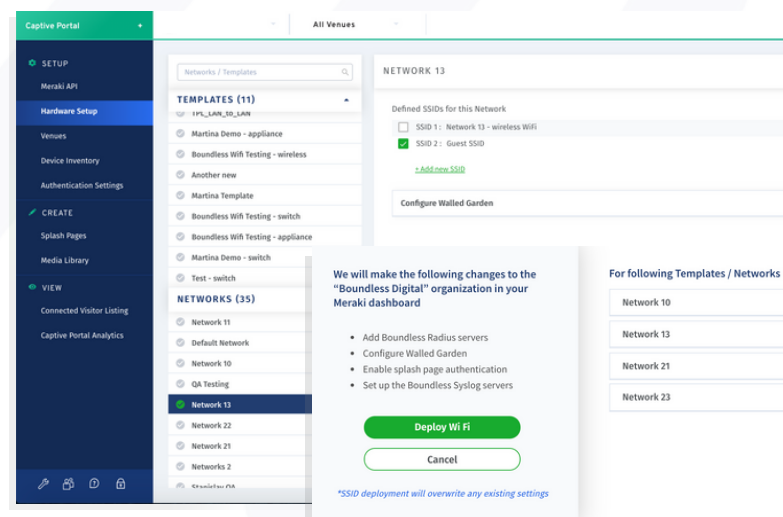 Captive Portal +
All Venues
SETUP
Meraki API
Hardware Setup
Venues
Device Inventory
Authentication Settings
CREATE
Splash Pages
Media Library
VIEW
Connected Visitor Listing
Captive Portal Analytics
Networks / Templates
TEMPLATES (11)
TPL_LAN_to_LAN
Martina Demo - appliance
Boundless Wifi Testing - wireless
Another new
Martina Template
Boundless Wifi Testing - switch
Boundless Wifi Testing - appliance
Martina Demo - switch
Test - switch
NETWORKS (35)
Network 11
Default Network
Network 10
QA Testing
Network 13
Network 22
Network 21
Networks 2
Stanislav QA
NETWORK 13
Defined SSIDs for this Network
SSID 1 : Network 13 - wireless WiFi
SSID 2 : Guest SSID
+ Add new SSID
Configure Walled Garden
We will make the following changes to the
“Boundless Digital” organization in your
Meraki dashboard
• Add Boundless Radius servers
• Configure Walled Garden
• Enable splash page authentication
• Set up the Boundless Syslog servers
Deploy Wi Fi
Cancel
*SSID deployment will overwrite any existing settings
For following Templates / Networks
Network 10
Network 13
Network 21
Network 23